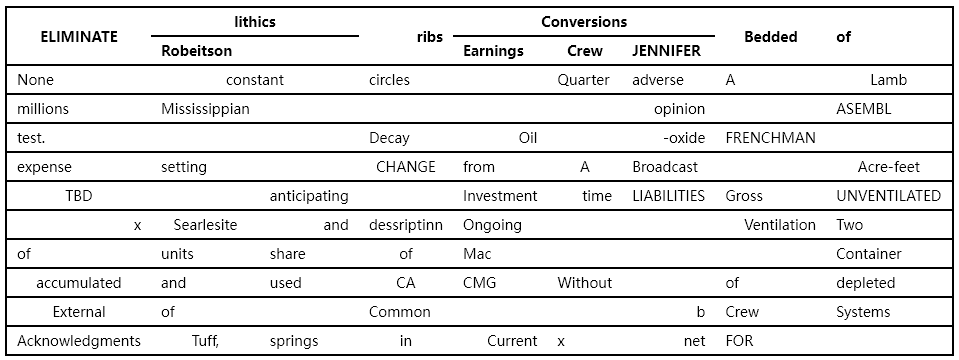 lithics Conversions
ELIMINATE ribs Bedded of
Robeitson Earnings Crew JENNIFER
None constant circles Quarter adverse A Lamb
millions Mississippian opinion ASEMBL
test. Decay Oil -oxide FRENCHMAN
expense setting CHANGE from A Broadcast Acre-feet
TBD anticipating Investment time LIABILITIES Gross UNVENTILATED
x Searlesite and dessriptinn Ongoing Ventilation Two
of units share of Mac Container
accumulated and used CA CMG Without of depleted
External of Common b Crew Systems
Acknowledgments Tuff, springs in Current x net FOR